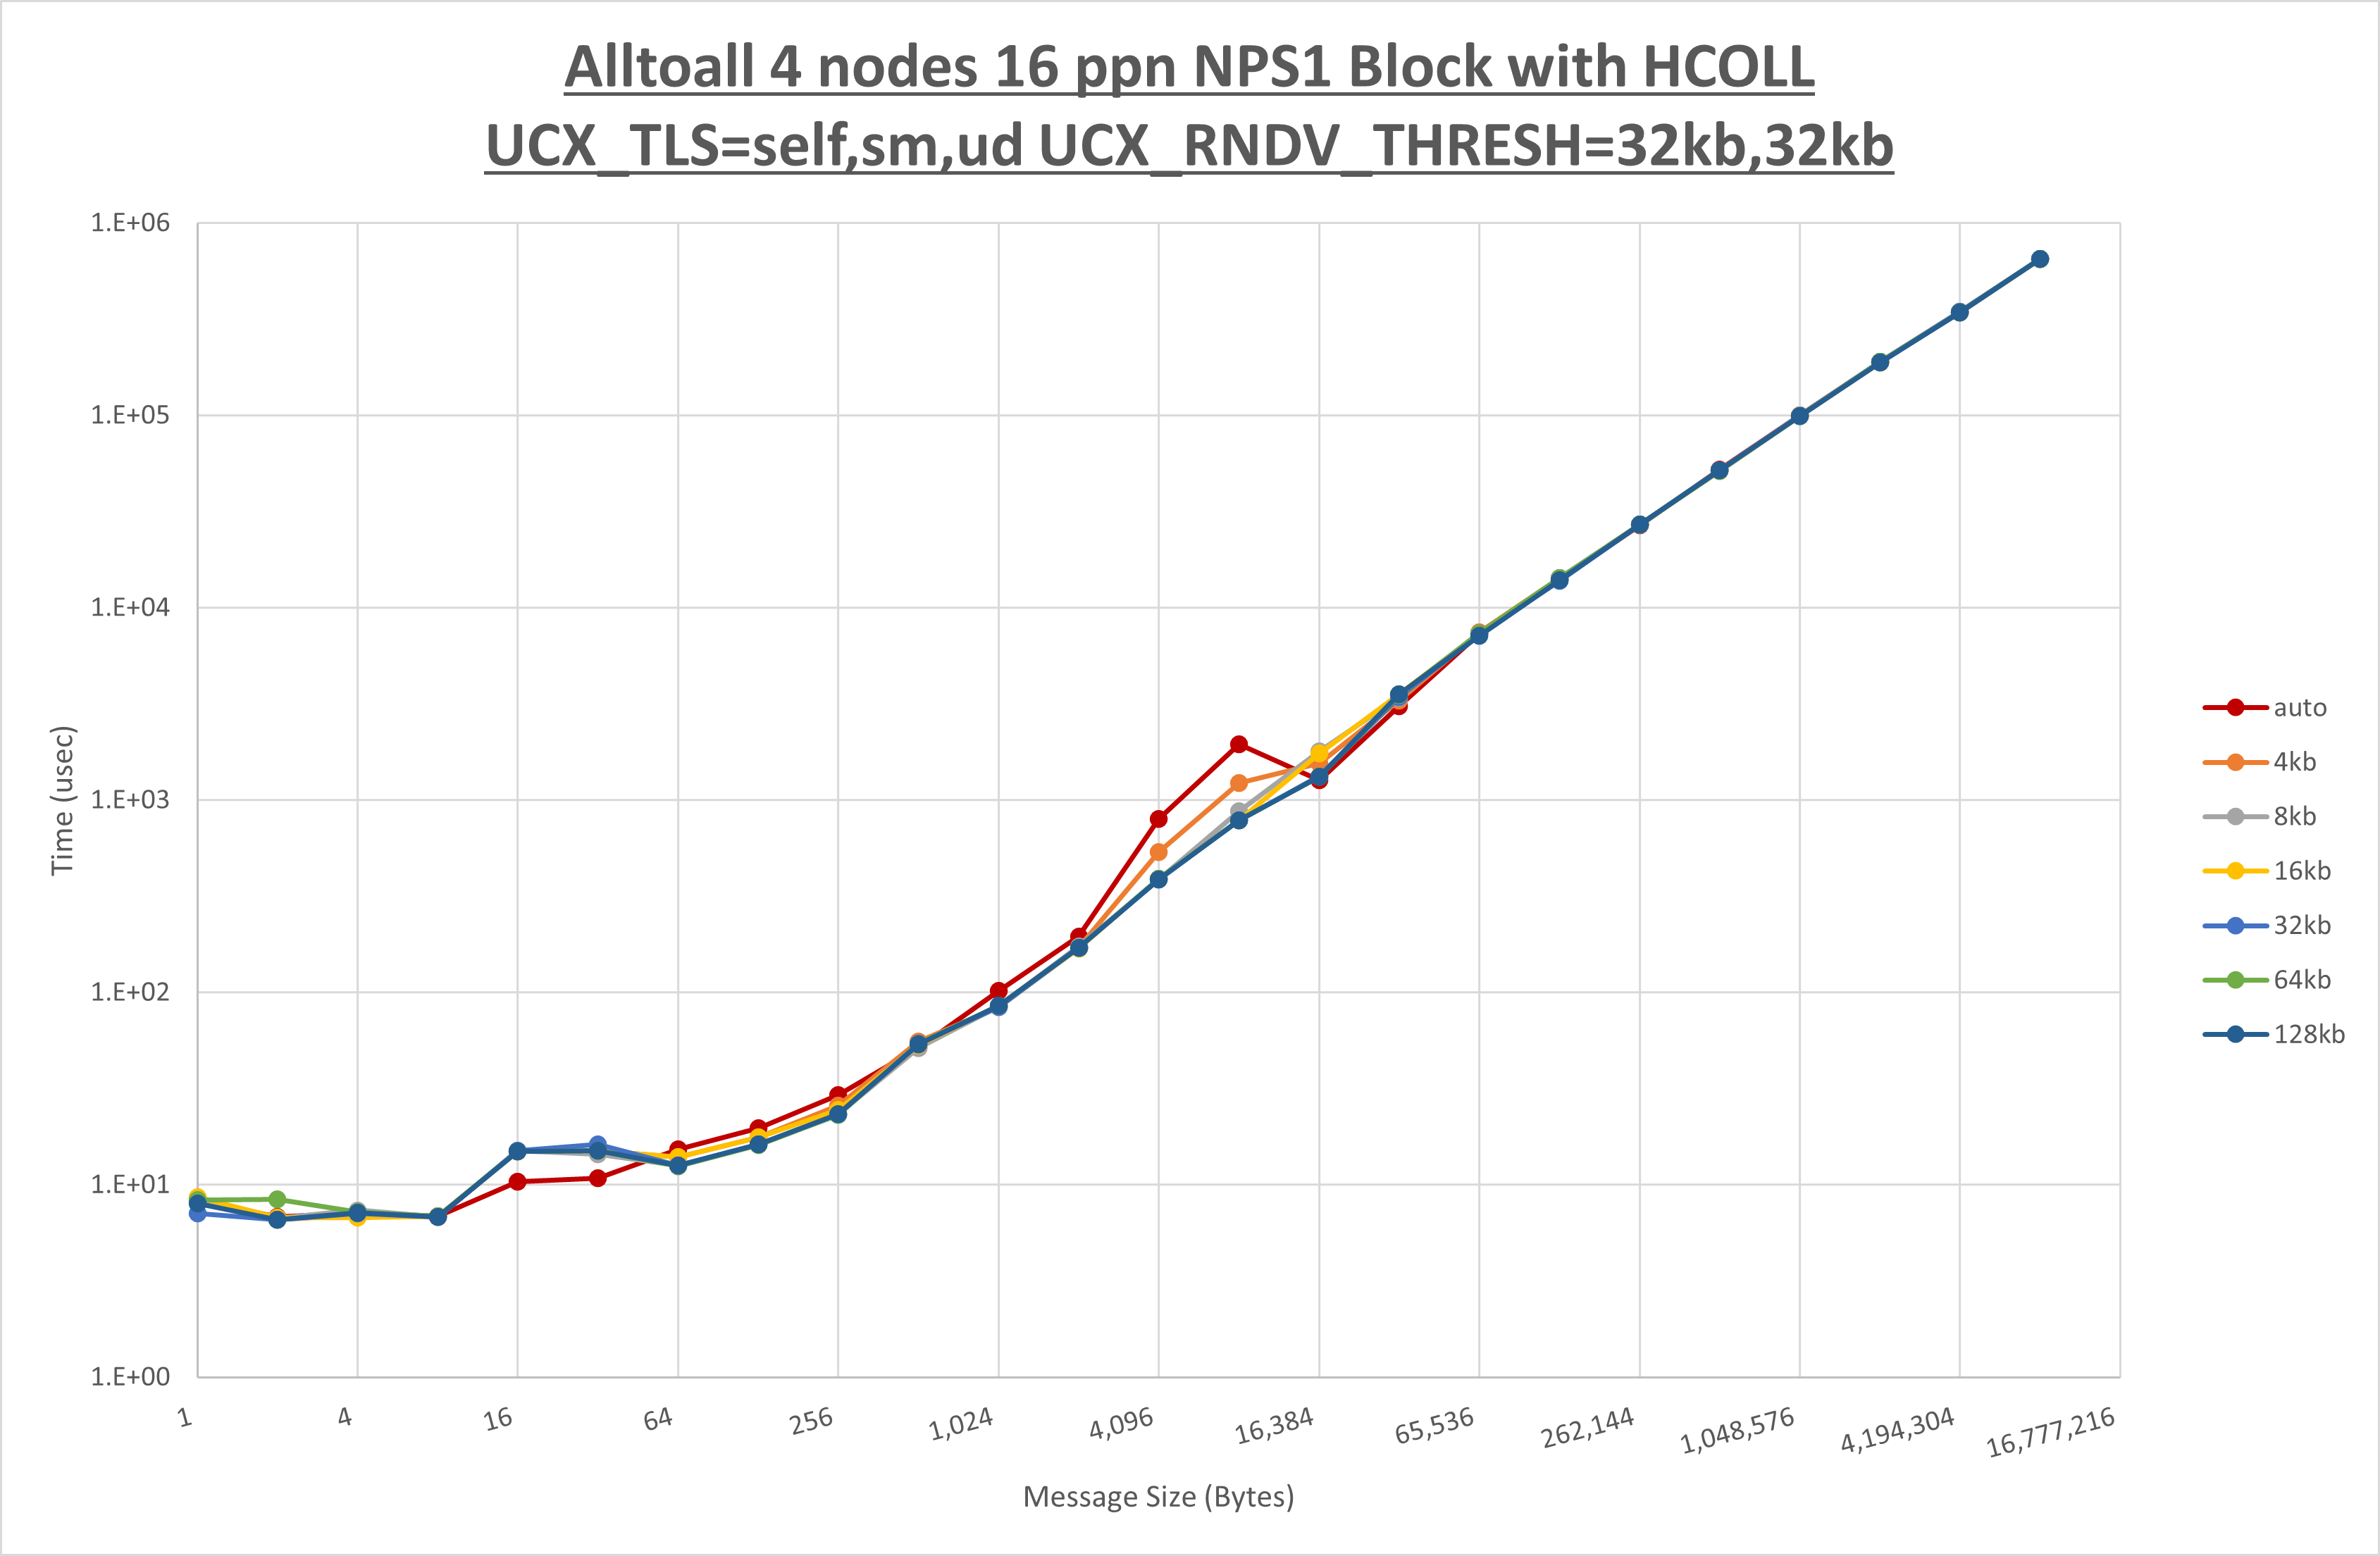 Alltoall 4 nodes 16 ppn NPS1 Block with HCOLL
UCX_TLS=self,sm,ud UCX_RNDV_THRESH=32kb,32kb
1.E+06
1.E+05
1.E+04
1.E+03
1.E+02
1.E+01
1.E+00
Time (usec)
1
4
16
64
256
1,024
4,096
16,384
65,536
262,144
1,048,576
4,194,304
16,777,216
Message Size (Bytes)
auto
4kb
8kb
16kb
32kb
64kb
128kb